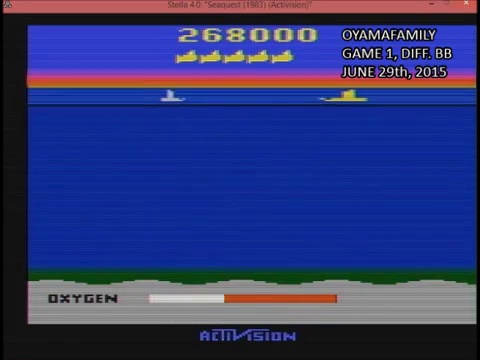 Stella 4.0: "Seaquest (1983) (Activision)"
268000
OYAMAFAMILY
GAME 1, DIFF. BB
JUNE 29th, 2015
OXYGEN
ACTIVISION